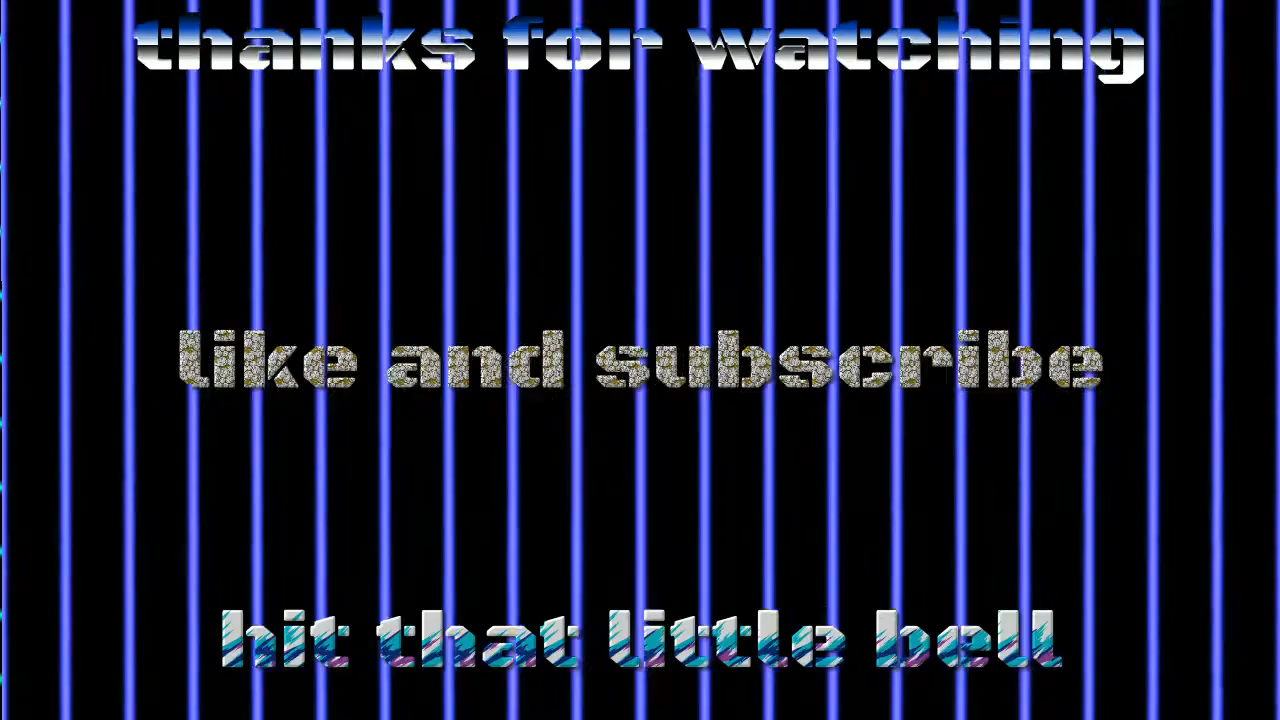 thanks for watching
like and subscribe
hit that little bell